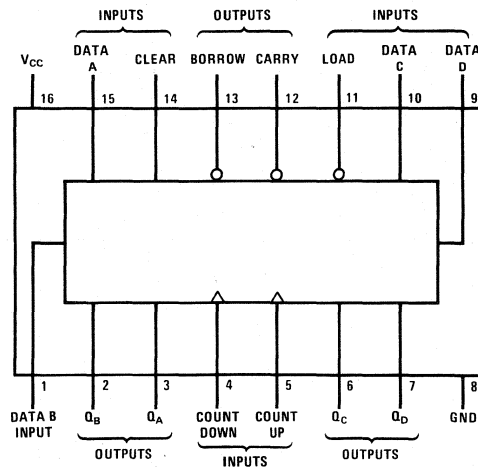 INPUTS OUTPUTS INPUTS
VCC DATA A CLEAR BORROW CARRY LOAD DATA C DATA D
16 15 14 13 12 11 10 9
1 2 3 4 5 6 7 8
DATA B INPUT QB QA COUNT DOWN COUNT UP QC QD GND
OUTPUTS INPUTS OUTPUTS